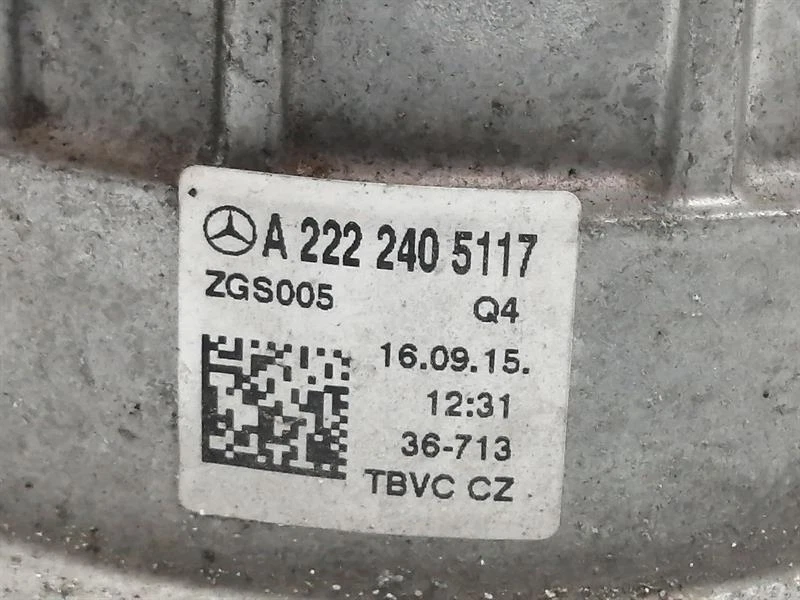 A 222 240 5117
ZGS005 Q4
16.09.15.
12:31
36-713
TBVC CZ